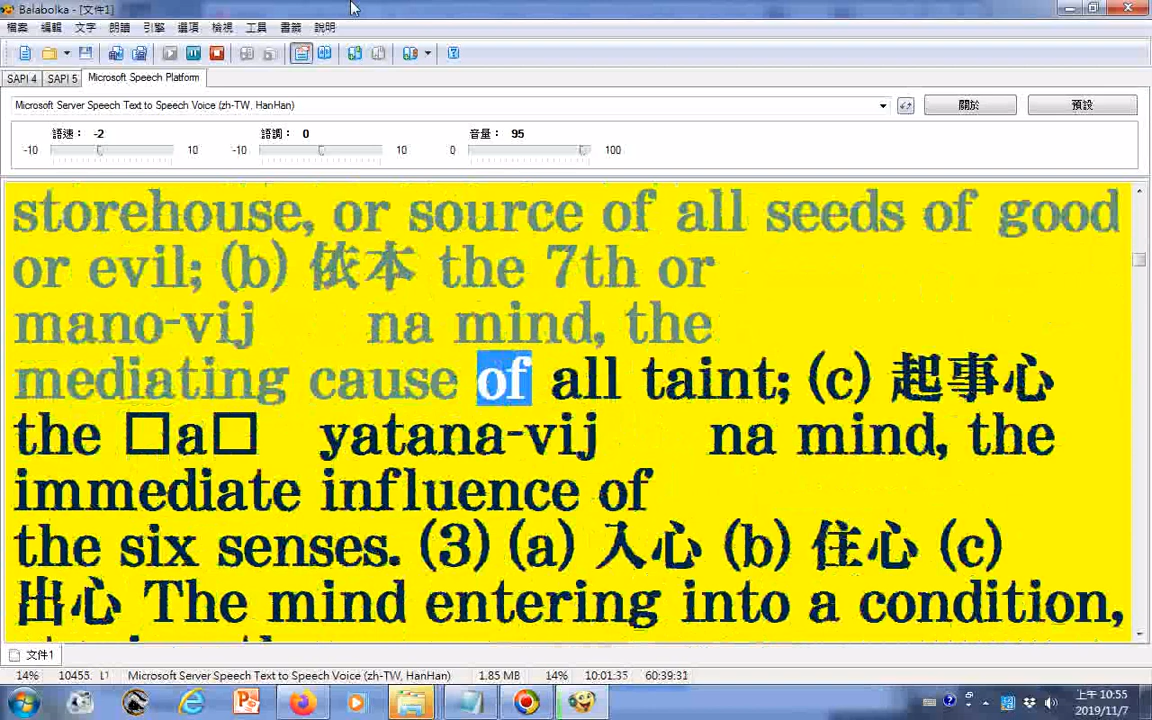 Balabolka - [文件1]
檔案 編輯 文字 朗讀 引擎 選項 檢視 工具 書籤 說明
SAPI 4 SAPI 5 Microsoft Speech Platform
Microsoft Server Speech Text to Speech Voice (zh-TW, HanHan) 關於 預設
語速： -2 語調： 0 音量： 95
-10 10 -10 10 0 100
storehouse, or source of all seeds of good
or evil; (b) 依本 the 7th or
mano-vij na mind, the
mediating cause of all taint; (c) 起事心
the □a□ yatana-vij na mind, the
immediate influence of
the six senses. (3) (a) 入心 (b) 住心 (c)
出心 The mind entering into a condition,
文件1
14% Microsoft Server Speech Text to Speech Voice (zh-TW, HanHan) 1.85 MB 14% 10:01:35 60:39:31
上午 10:55
2019/11/7